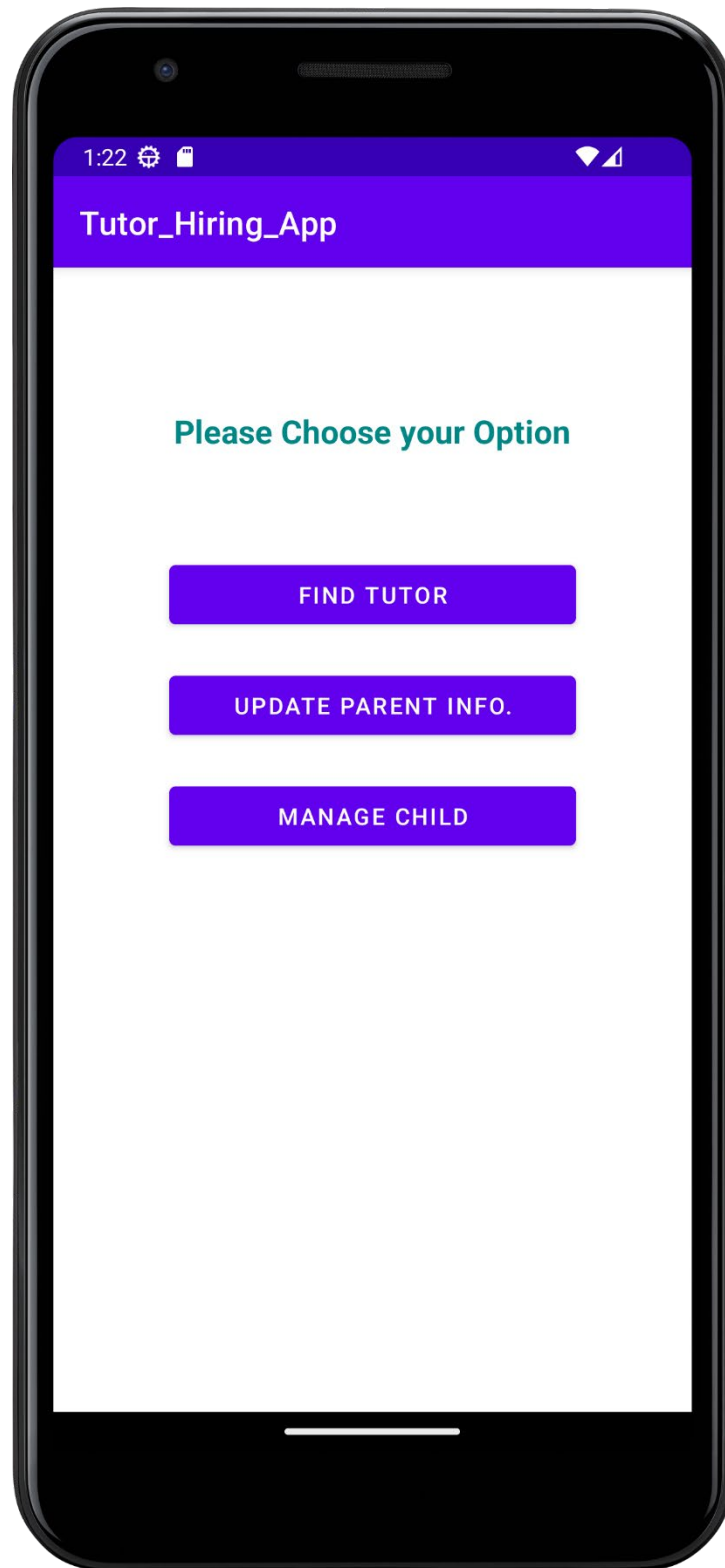 1:22
Tutor_Hiring_App
Please Choose your Option
FIND TUTOR
UPDATE PARENT INFO.
MANAGE CHILD